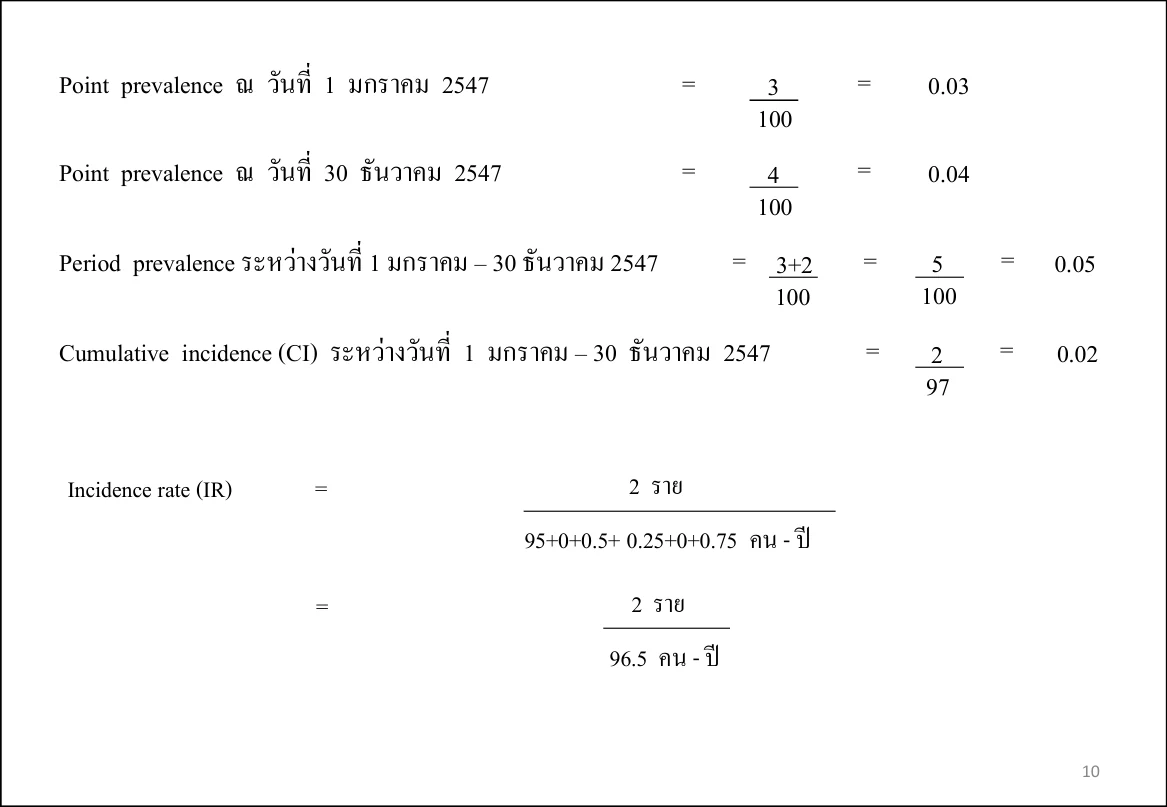 Point prevalence ณ วันที่ 1 มกราคม 2547 = 3 = 0.03
100
Point prevalence ณ วันที่ 30 ธันวาคม 2547 = 4 = 0.04
100
Period prevalence ระหว่างวันที่ 1 มกราคม – 30 ธันวาคม 2547 = 3+2 = 5 = 0.05
100 100
Cumulative incidence (CI) ระหว่างวันที่ 1 มกราคม – 30 ธันวาคม 2547 = 2 = 0.02
97
Incidence rate (IR) = 2 ราย
95+0+0.5+ 0.25+0+0.75 คน - ปี
= 2 ราย
96.5 คน - ปี
10